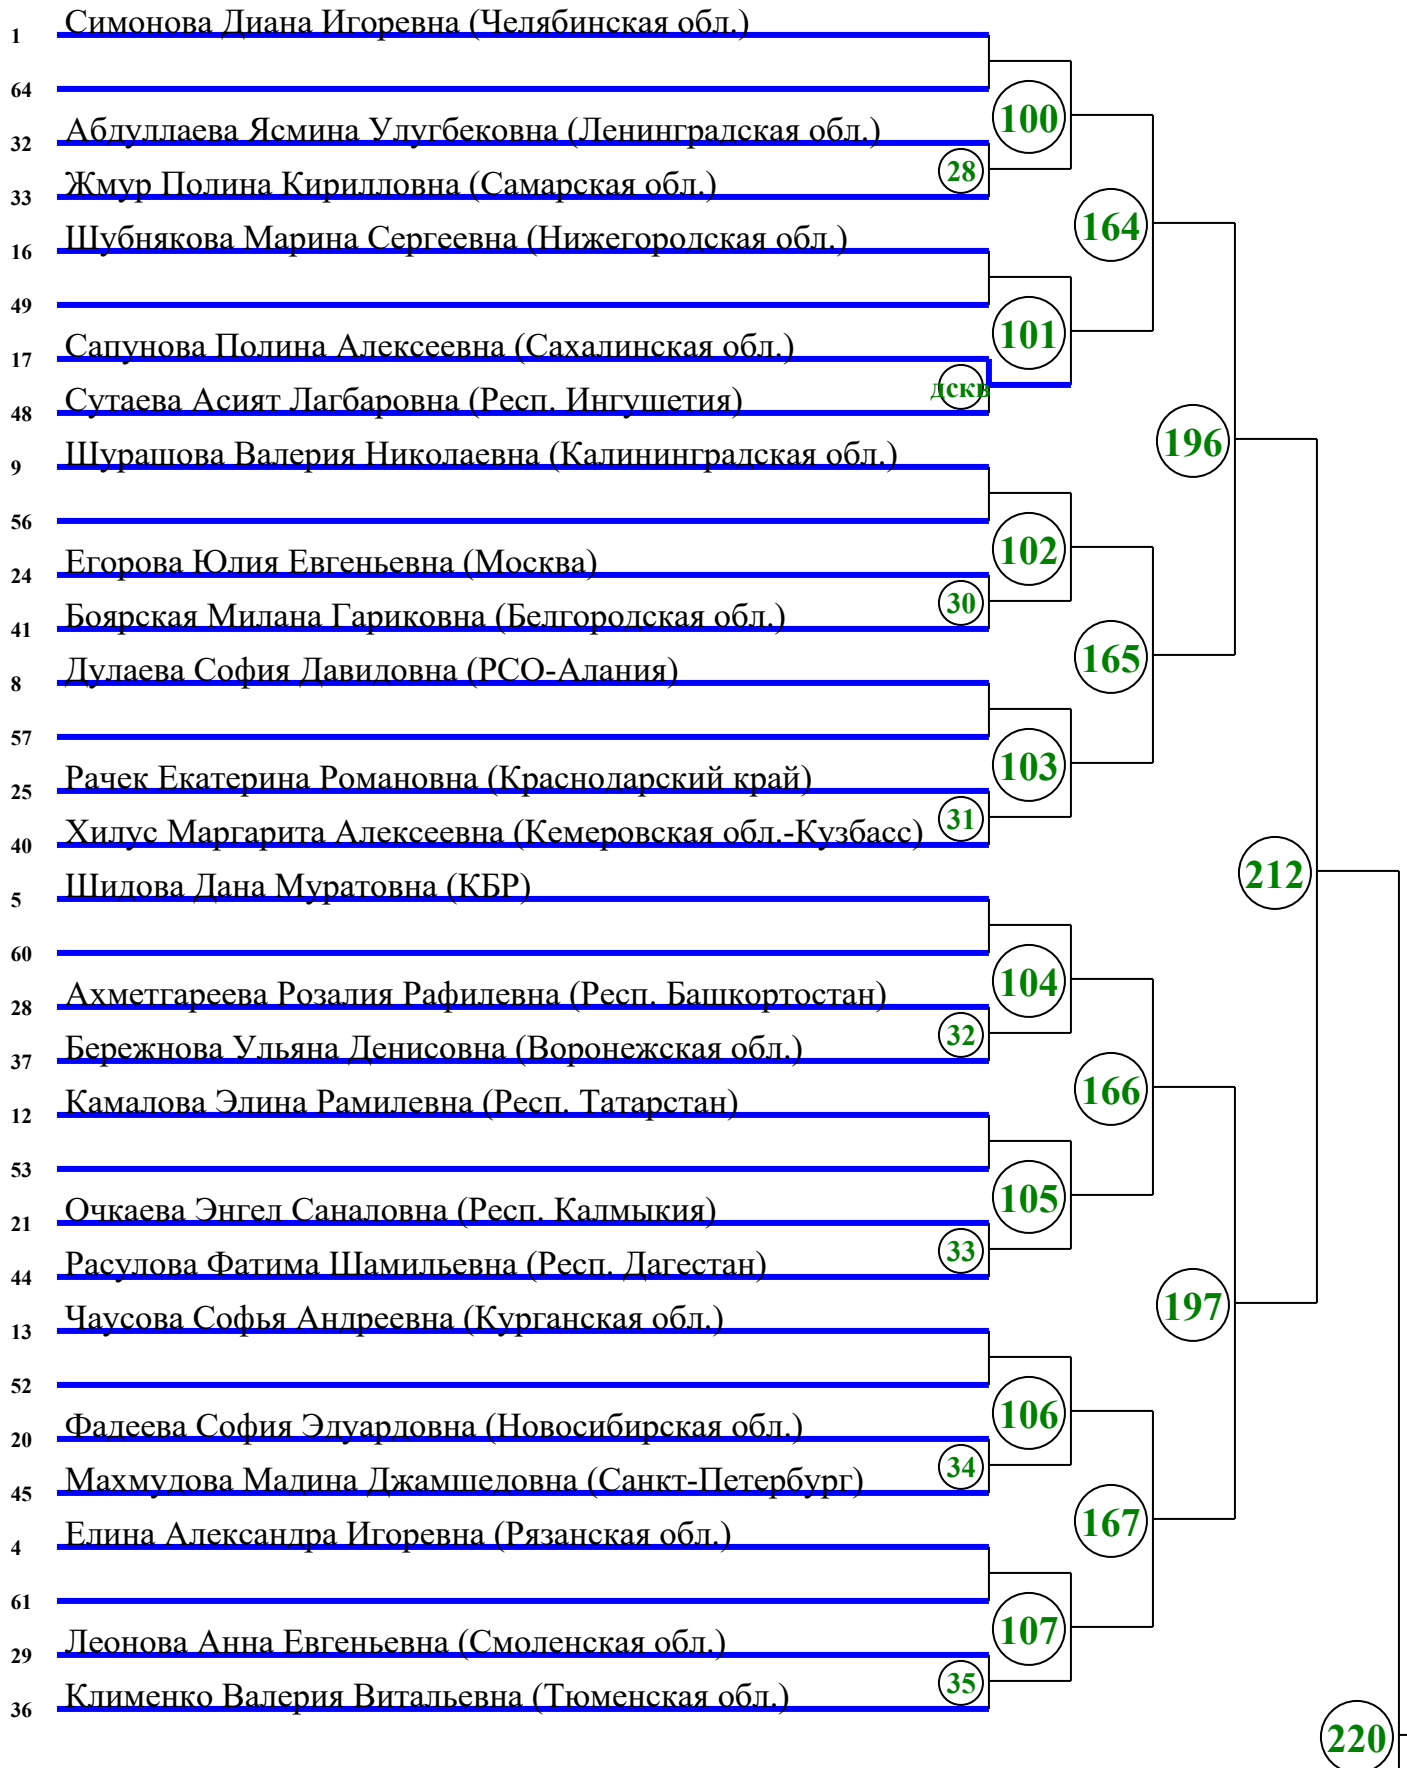 1 Симонова Диана Игоревна (Челябинская обл.)
64
100
32 Абдуллаева Ясмина Улугбековна (Ленинградская обл.)
28
33 Жмур Полина Кирилловна (Самарская обл.)
164
16 Шубнякова Марина Сергеевна (Нижегородская обл.)
49
101
17 Сапунова Полина Алексеевна (Сахалинская обл.)
дскв
48 Сутаева Асият Лагбаровна (Респ. Ингушетия)
196
9 Шурашова Валерия Николаевна (Калининградская обл.)
56
102
24 Егорова Юлия Евгеньевна (Москва)
30
41 Боярская Милана Гариковна (Белгородская обл.)
165
8 Дулаева София Давидовна (РСО-Алания)
57
103
25 Рачек Екатерина Романовна (Краснодарский край)
31
40 Хилус Маргарита Алексеевна (Кемеровская обл.-Кузбасс)
212
5 Шидова Дана Муратовна (КБР)
60
104
28 Ахметгареева Розалия Рафилевна (Респ. Башкортостан)
32
37 Бережнова Ульяна Денисовна (Воронежская обл.)
166
12 Камалова Элина Рамилевна (Респ. Татарстан)
53
105
21 Очкаева Энгел Саналовна (Респ. Калмыкия)
33
44 Расулова Фатима Шамильевна (Респ. Дагестан)
197
13 Чаусова Софья Андреевна (Курганская обл.)
52
106
20 Фадеева София Эдуардовна (Новосибирская обл.)
34
45 Махмудова Мадина Джамшедовна (Санкт-Петербург)
167
4 Елина Александра Игоревна (Рязанская обл.)
61
107
29 Леонова Анна Евгеньевна (Смоленская обл.)
35
36 Клименко Валерия Витальевна (Тюменская обл.)
220